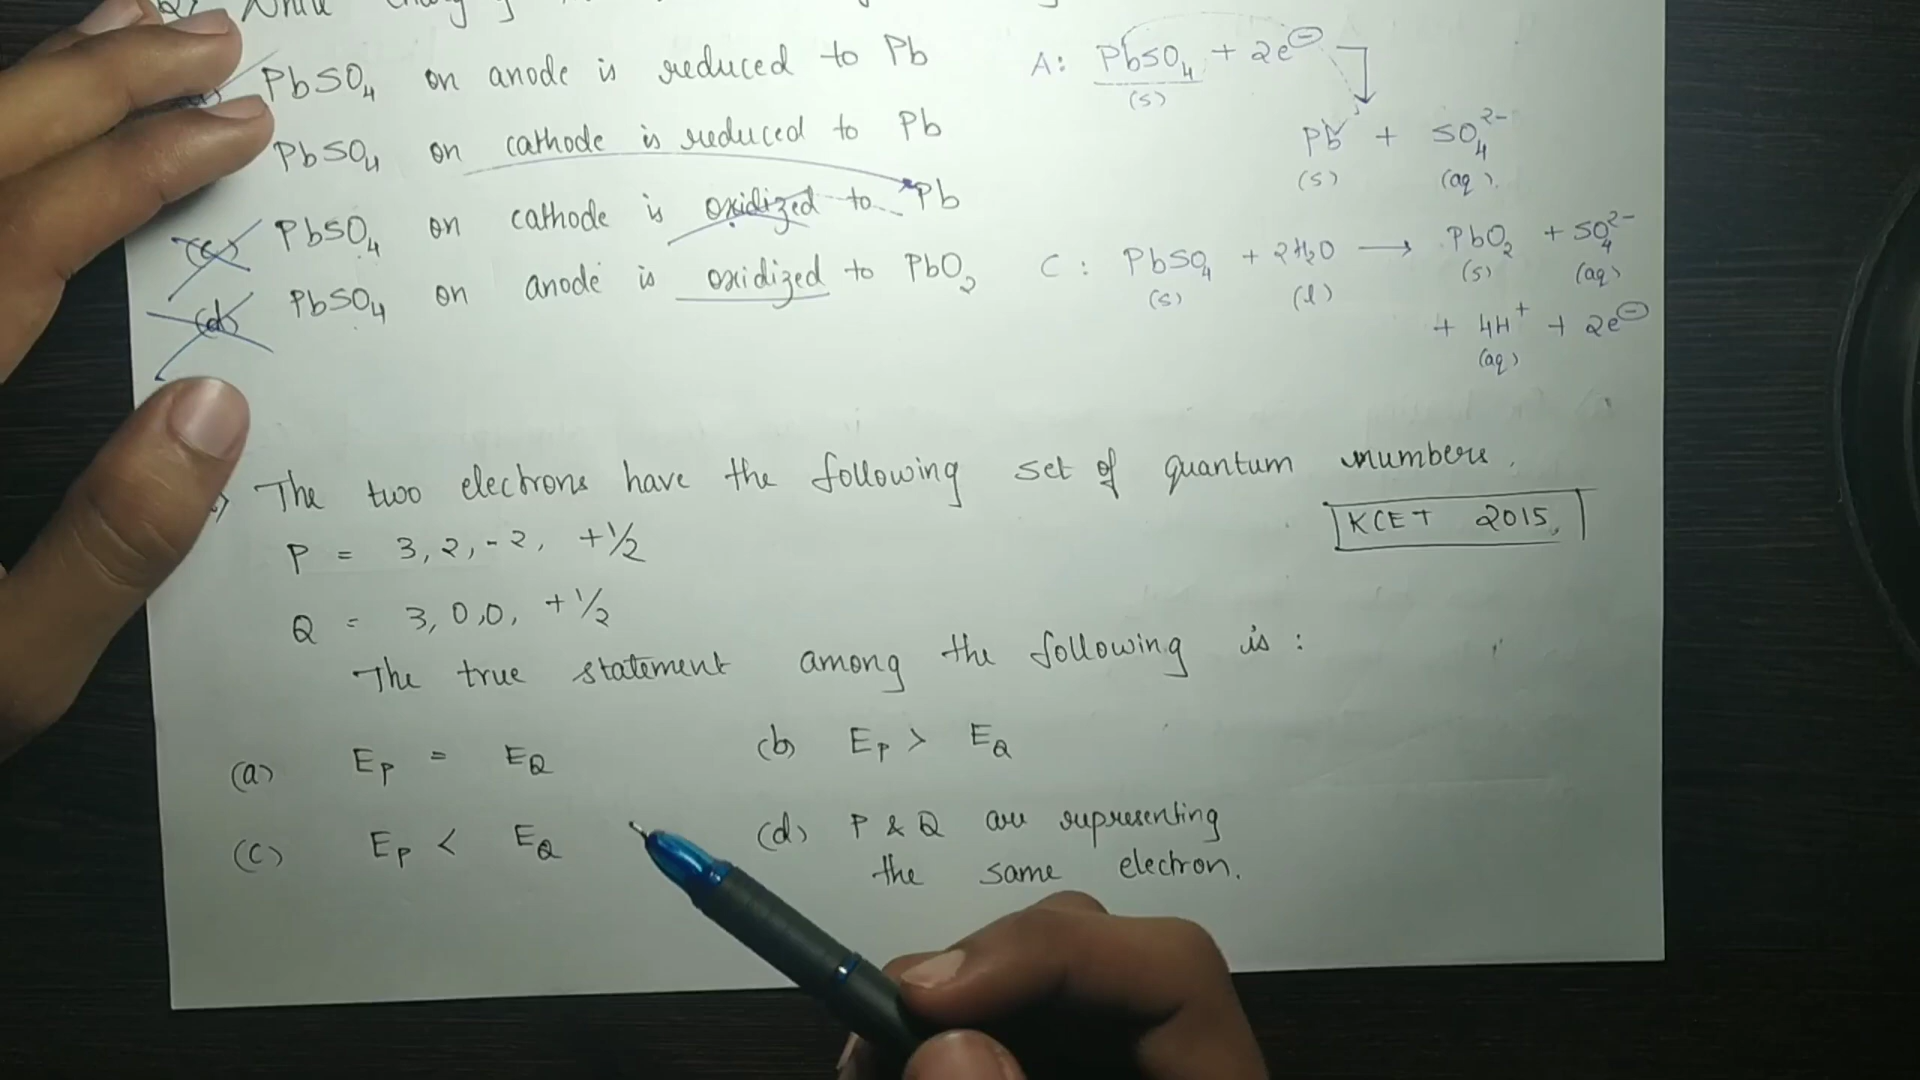 PbSO4 on anode is reduced to Pb
PbSO4 on cathode is reduced to Pb
(c) PbSO4 on cathode is oxidized to Pb
(d) PbSO4 on anode is oxidized to PbO2
A: PbSO4 + 2e⊖
(s)
Pb + SO4^2-
(s) (aq).
C : PbSO4 + 2H2O → PbO2 + SO4^2-
(s) (l) (s) (aq)
+ 4H+ + 2e⊖
(aq)
The two electrons have the following set of quantum numbers.
KCET 2015.
P = 3, 2, -2, +1/2
Q = 3, 0, 0, +1/2
The true statement among the following is :
(a) EP = EQ (b) EP > EQ
(c) EP < EQ (d) P & Q are representing
the same electron.